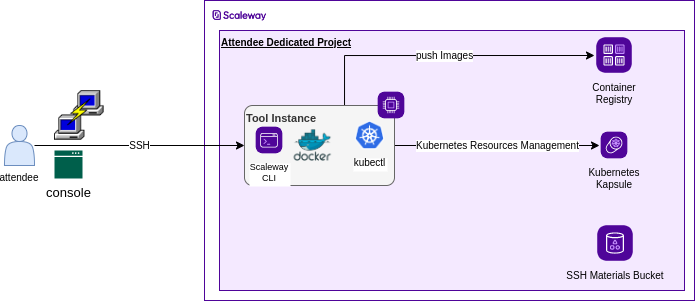 Scaleway
Attendee Dedicated Project
push Images
Container
Registry
Tool Instance
Scaleway
CLI
docker
kubectl
SSH
Kubernetes Resources Management
Kubernetes
Kapsule
attendee
console
SSH Materials Bucket